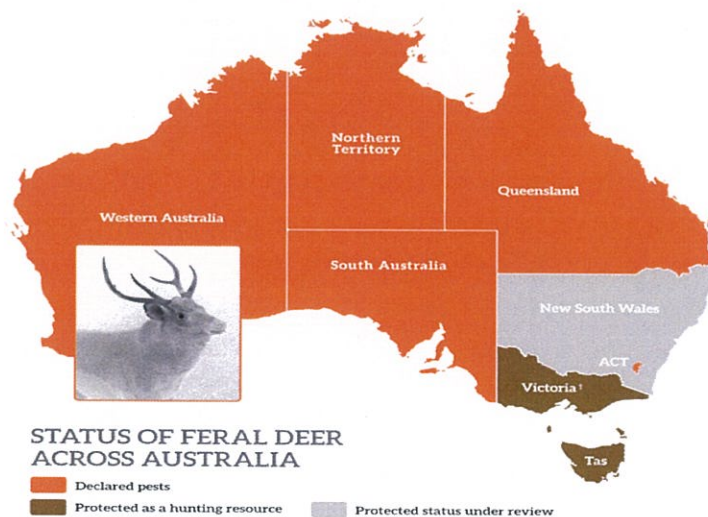 Northern
Territory
Queensland
Western Australia
South Australia
New South Wales
ACT
Victoria †
Tas
STATUS OF FERAL DEER
ACROSS AUSTRALIA
Declared pests
Protected as a hunting resource
Protected status under review